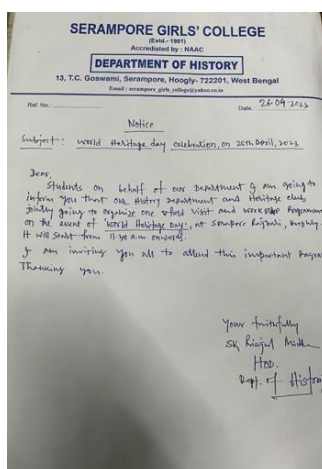 SERAMPORE GIRLS' COLLEGE
(Estd.- 1981)
Accredited by : NAAC
DEPARTMENT OF HISTORY
13, T.C. Goswami, Serampore, Hoogly- 722201, West Bengal
Email : serampore_girls_college@yahoo.co.in
Ref. No.: Date: 26-04-2023
Notice
Subject:- World Heritage day celebration, on 26th April, 2023
Dear,
Students on behalf of our Department I am going to
inform you that our History Department and Heritage club
jointly going to organize one field visit and workshop Programme
on the event of 'World Heritage Day', at Serampore Rajbari, Hooghly.
It will start from 11-30 a.m onwards.
I am inviting you all to attend this important Program
Thanking you.
Your faithfully
SK
HOD.
Dept. of History